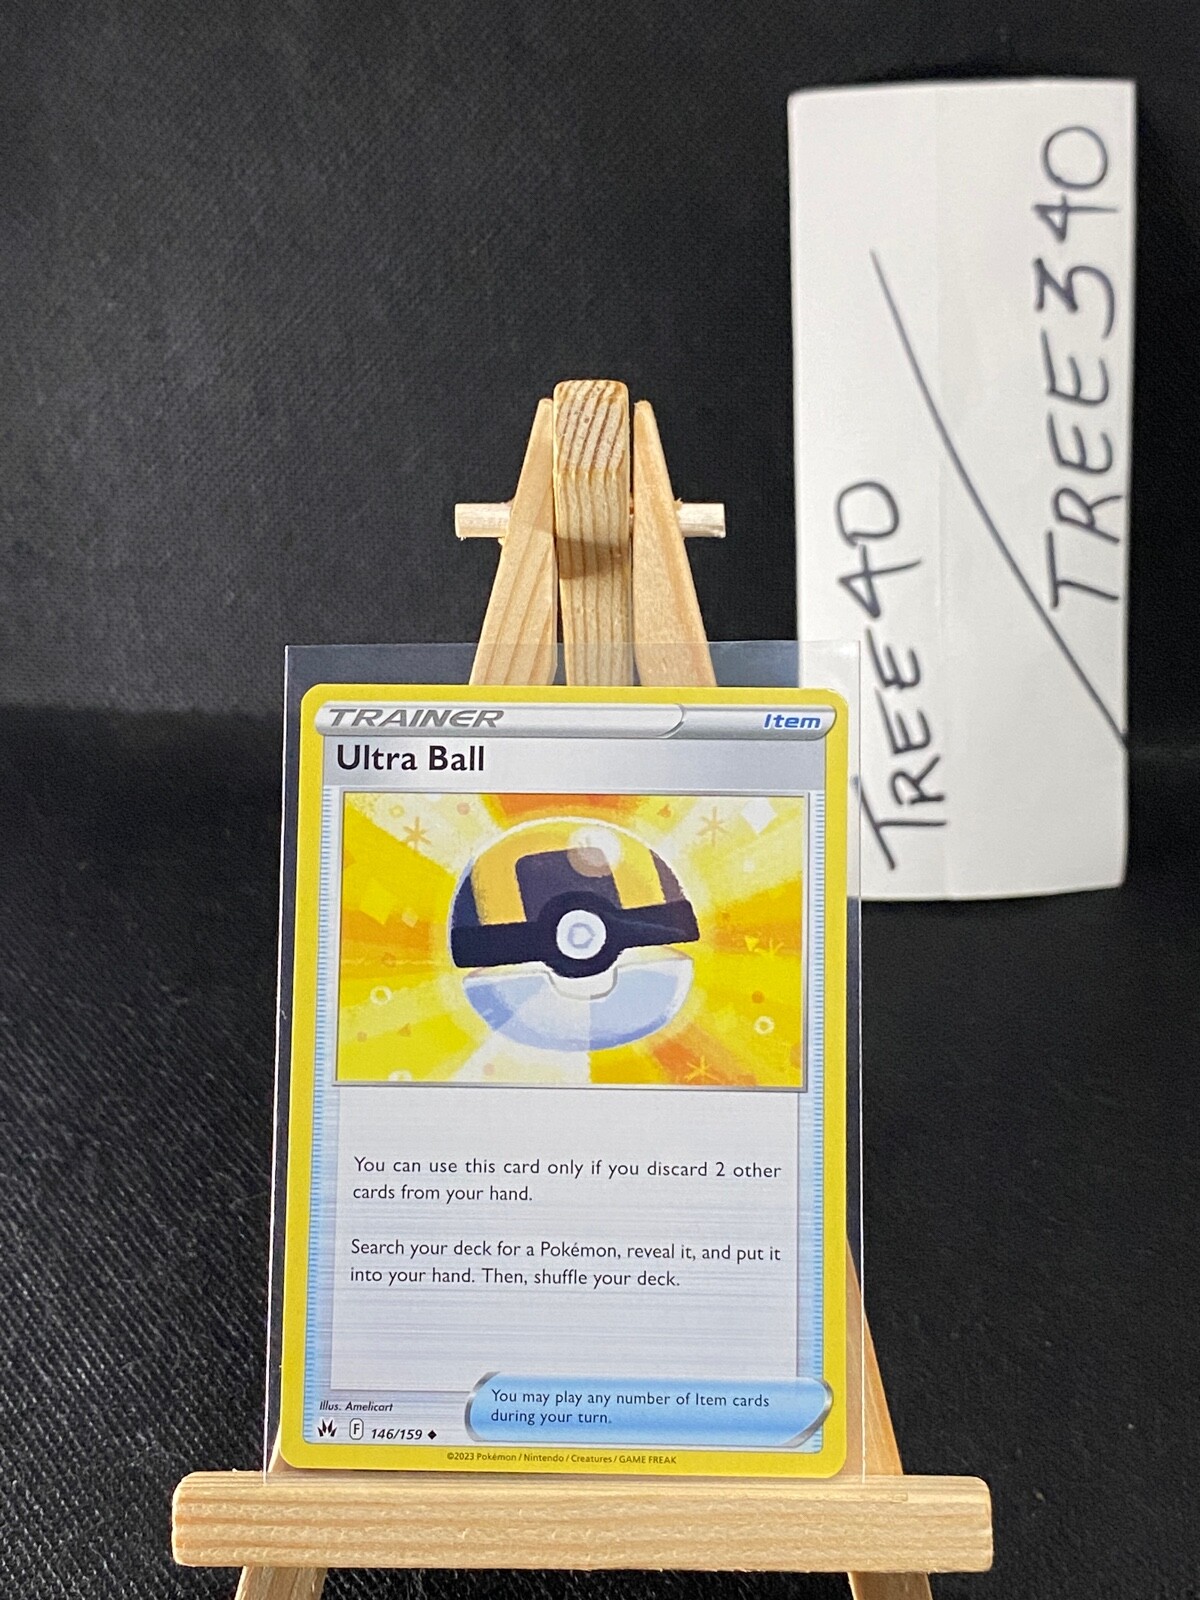 TREE40
TREE340
TRAINER
Item
Ultra Ball
You can use this card only if you discard 2 other
cards from your hand.
Search your deck for a Pokémon, reveal it, and put it
into your hand. Then, shuffle your deck.
You may play any number of Item cards
during your turn.
Illus. Amelicart
F 146/159
©2023 Pokémon / Nintendo / Creatures / GAME FREAK